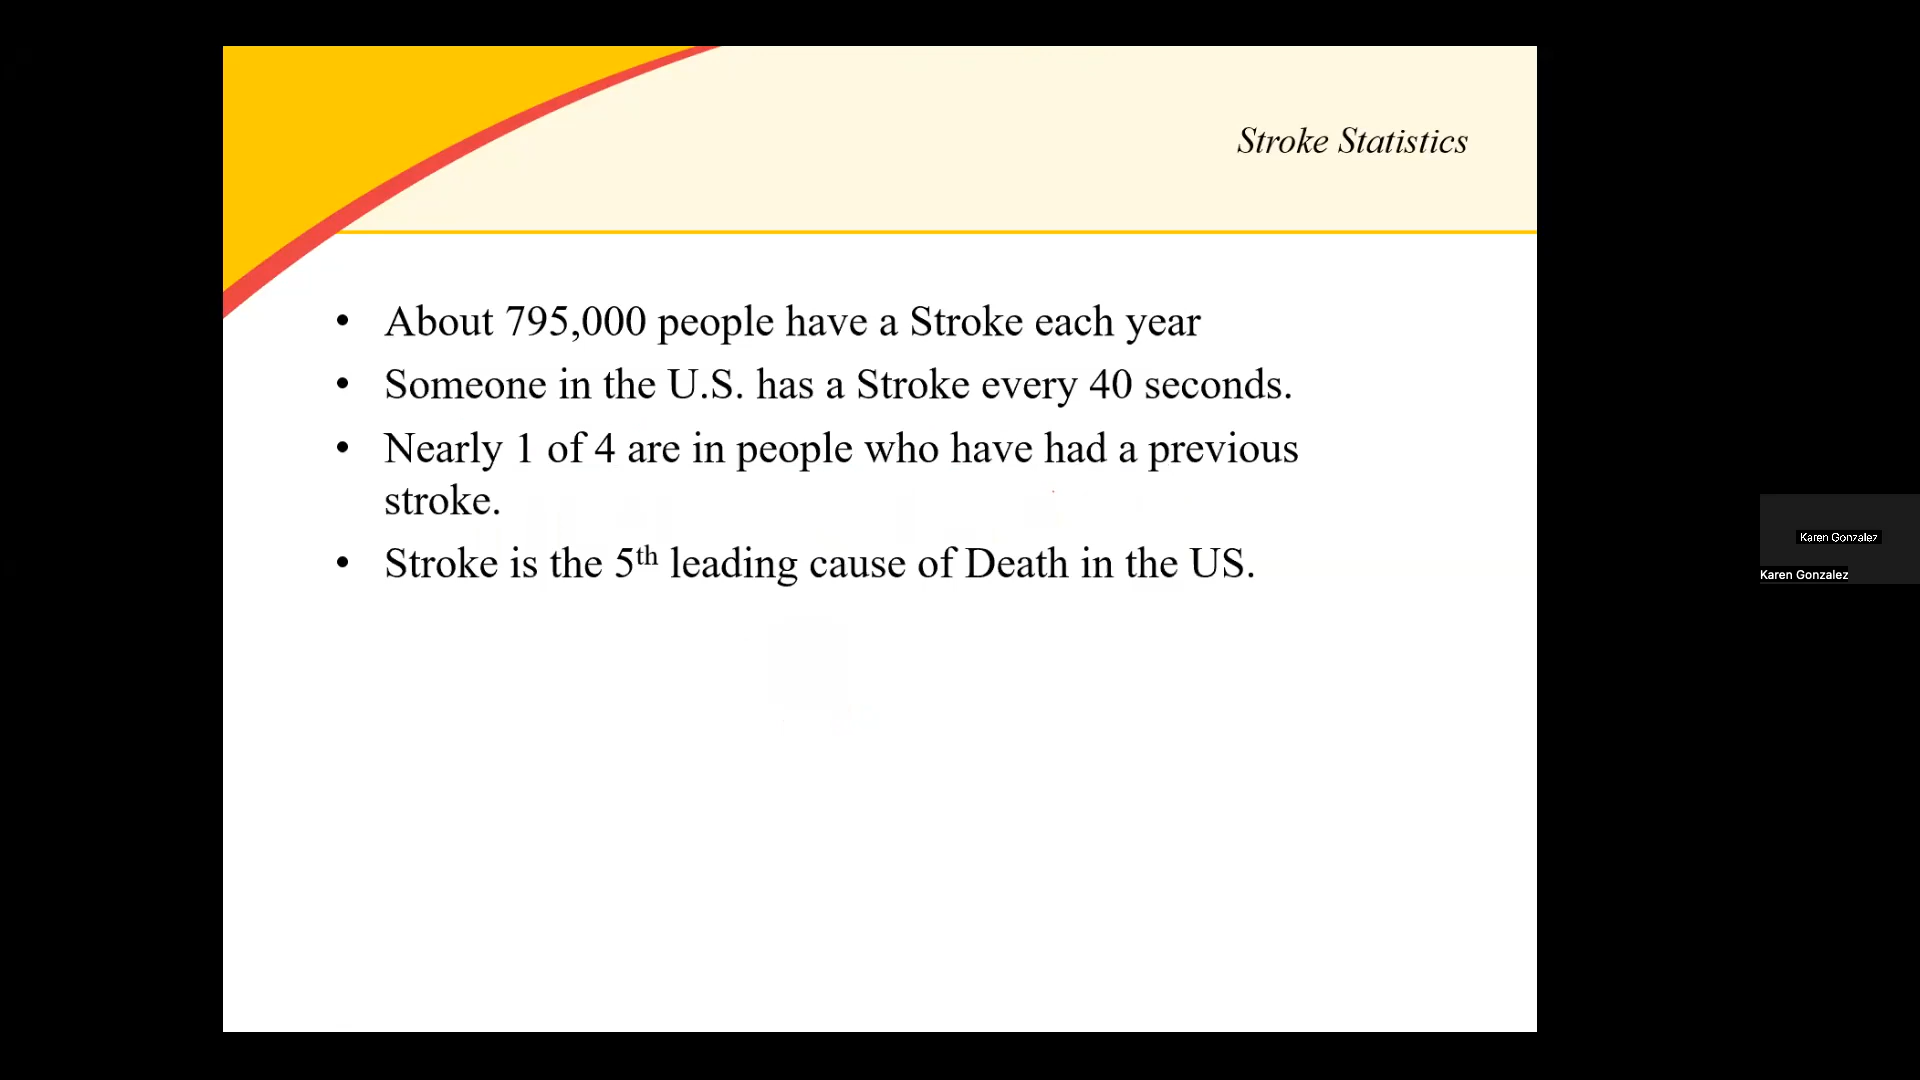 Stroke Statistics
• About 795,000 people have a Stroke each year
• Someone in the U.S. has a Stroke every 40 seconds.
• Nearly 1 of 4 are in people who have had a previous
stroke.
• Stroke is the 5th leading cause of Death in the US.
Karen Gonzalez
Karen Gonzalez